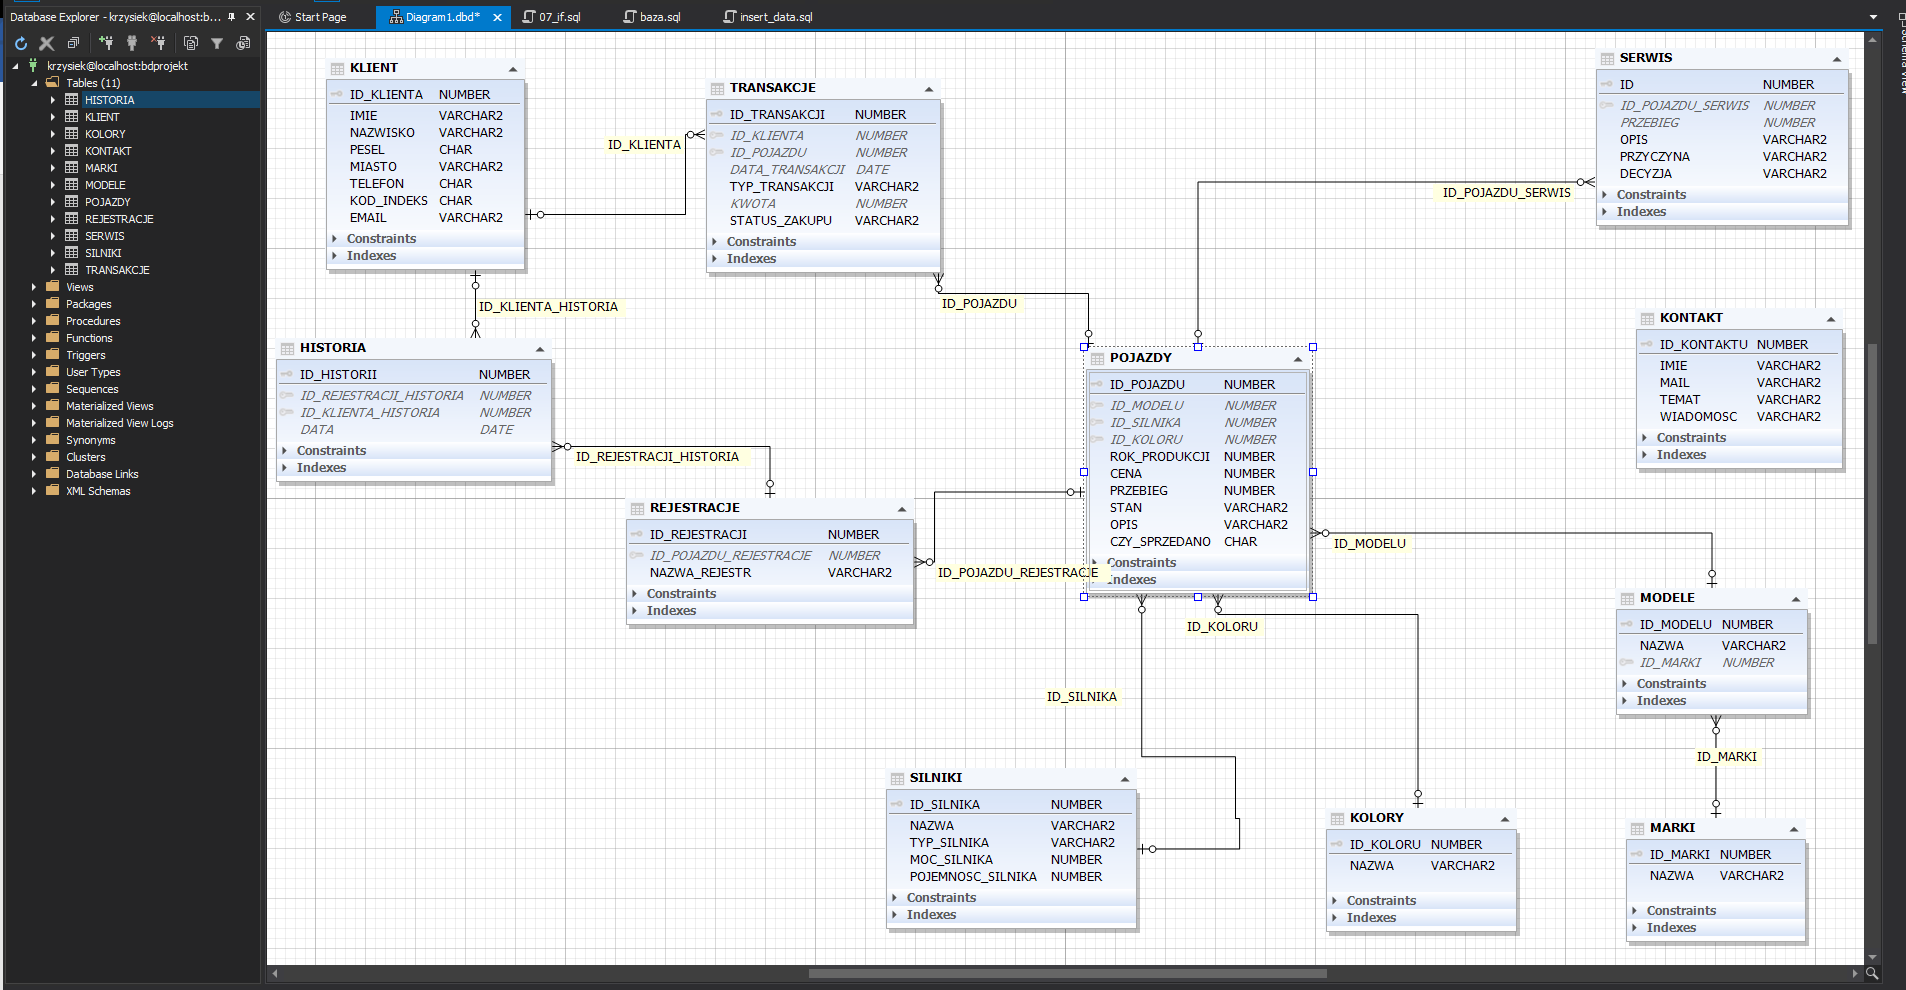 Database Explorer - krzysiek@localhost:b...
Start Page
Diagram1.dbd*
07_if.sql
baza.sql
insert_data.sql
krzysiek@localhost:bdprojekt
Tables (11)
HISTORIA
KLIENT
KOLORY
KONTAKT
MARKI
MODELE
POJAZDY
REJESTRACJE
SERWIS
SILNIKI
TRANSAKCJE
Views
Packages
Procedures
Functions
Triggers
User Types
Sequences
Materialized Views
Materialized View Logs
Synonyms
Clusters
Database Links
XML Schemas
KLIENT
ID_KLIENTA NUMBER
IMIE VARCHAR2
NAZWISKO VARCHAR2
PESEL CHAR
MIASTO VARCHAR2
TELEFON CHAR
KOD_INDEKS CHAR
EMAIL VARCHAR2
Constraints
Indexes
ID_KLIENTA
TRANSAKCJE
ID_TRANSAKCJI NUMBER
ID_KLIENTA NUMBER
ID_POJAZDU NUMBER
DATA_TRANSAKCJI DATE
TYP_TRANSAKCJI VARCHAR2
KWOTA NUMBER
STATUS_ZAKUPU VARCHAR2
Constraints
Indexes
ID_POJAZDU
SERWIS
ID NUMBER
ID_POJAZDU_SERWIS NUMBER
PRZEBIEG NUMBER
OPIS VARCHAR2
PRZYCZYNA VARCHAR2
DECYZJA VARCHAR2
Constraints
Indexes
ID_POJAZDU_SERWIS
ID_KLIENTA_HISTORIA
HISTORIA
ID_HISTORII NUMBER
ID_REJESTRACJI_HISTORIA NUMBER
ID_KLIENTA_HISTORIA NUMBER
DATA DATE
Constraints
Indexes
ID_REJESTRACJI_HISTORIA
KONTAKT
ID_KONTAKTU NUMBER
IMIE VARCHAR2
MAIL VARCHAR2
TEMAT VARCHAR2
WIADOMOSC VARCHAR2
Constraints
Indexes
POJAZDY
ID_POJAZDU NUMBER
ID_MODELU NUMBER
ID_SILNIKA NUMBER
ID_KOLORU NUMBER
ROK_PRODUKCJI NUMBER
CENA NUMBER
PRZEBIEG NUMBER
STAN VARCHAR2
OPIS VARCHAR2
CZY_SPRZEDANO CHAR
Constraints
Indexes
REJESTRACJE
ID_REJESTRACJI NUMBER
ID_POJAZDU_REJESTRACJE NUMBER
NAZWA_REJESTR VARCHAR2
Constraints
Indexes
ID_POJAZDU_REJESTRACJE
ID_MODELU
MODELE
ID_MODELU NUMBER
NAZWA VARCHAR2
ID_MARKI NUMBER
Constraints
Indexes
ID_KOLORU
ID_SILNIKA
ID_MARKI
SILNIKI
ID_SILNIKA NUMBER
NAZWA VARCHAR2
TYP_SILNIKA VARCHAR2
MOC_SILNIKA NUMBER
POJEMNOSC_SILNIKA NUMBER
Constraints
Indexes
KOLORY
ID_KOLORU NUMBER
NAZWA VARCHAR2
Constraints
Indexes
MARKI
ID_MARKI NUMBER
NAZWA VARCHAR2
Constraints
Indexes